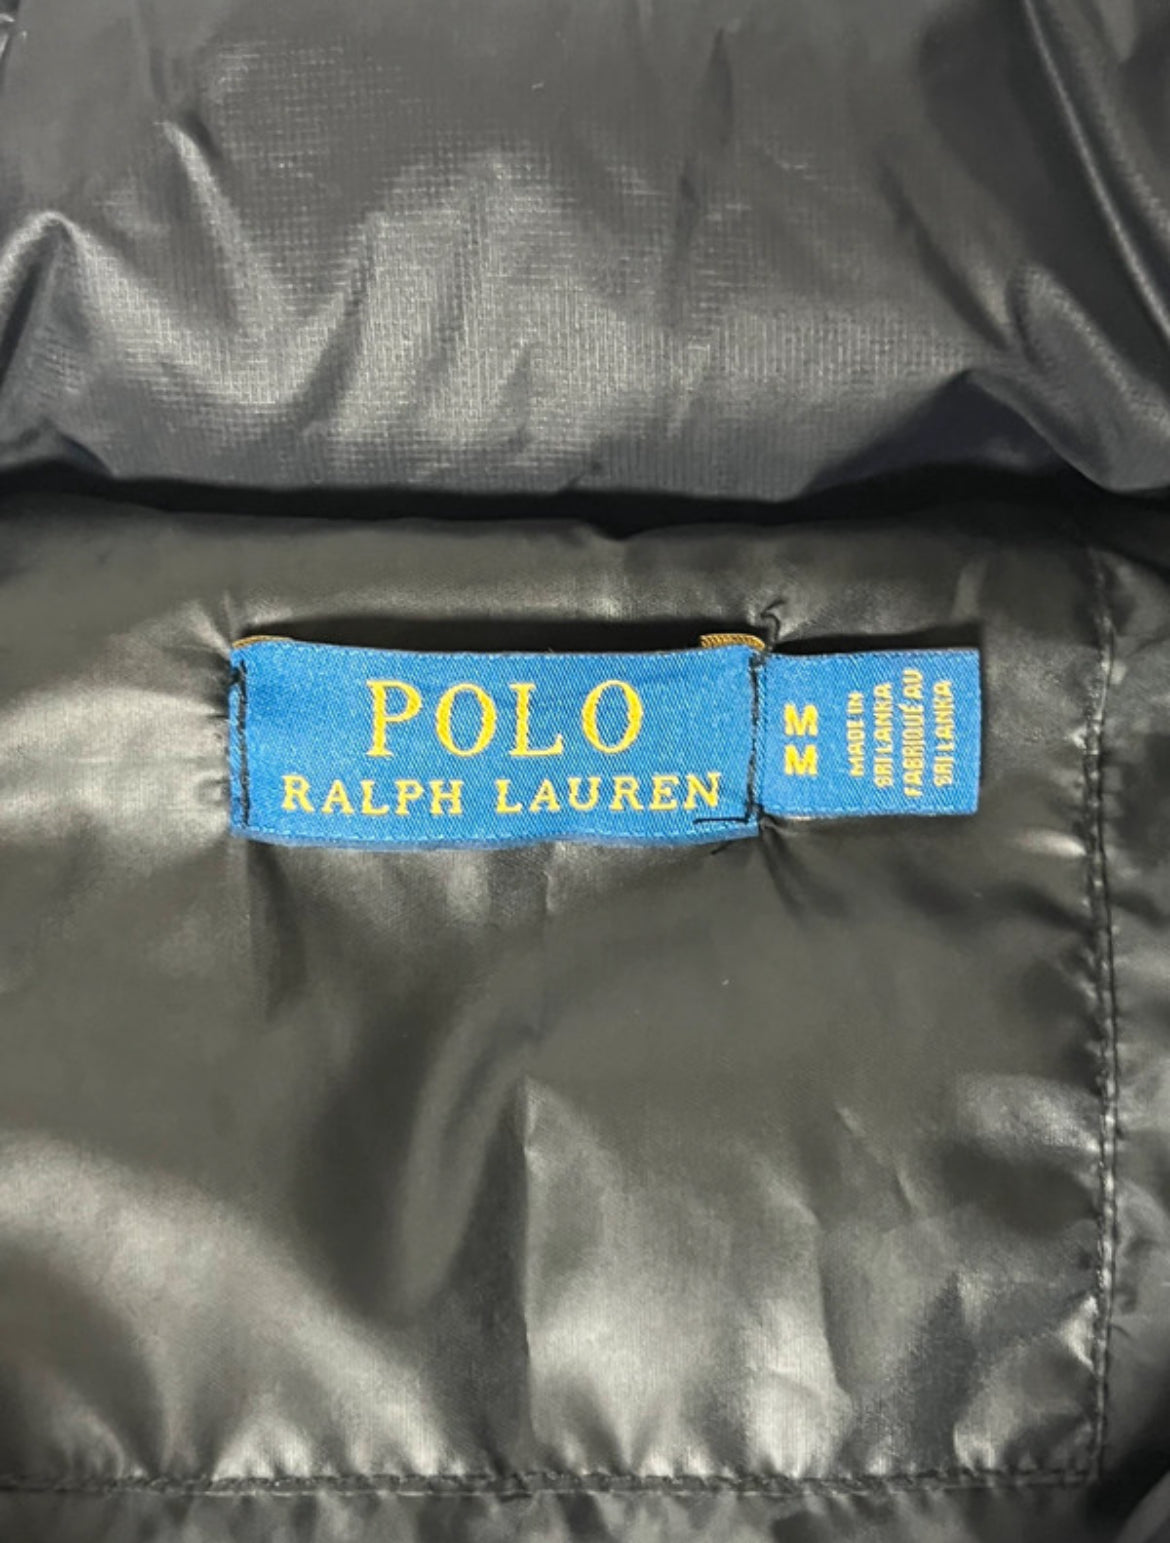 POLO
RALPH LAUREN
M
M
MADE IN
SRI LANKA
FABRIQUÉ AU
SRI LANKA